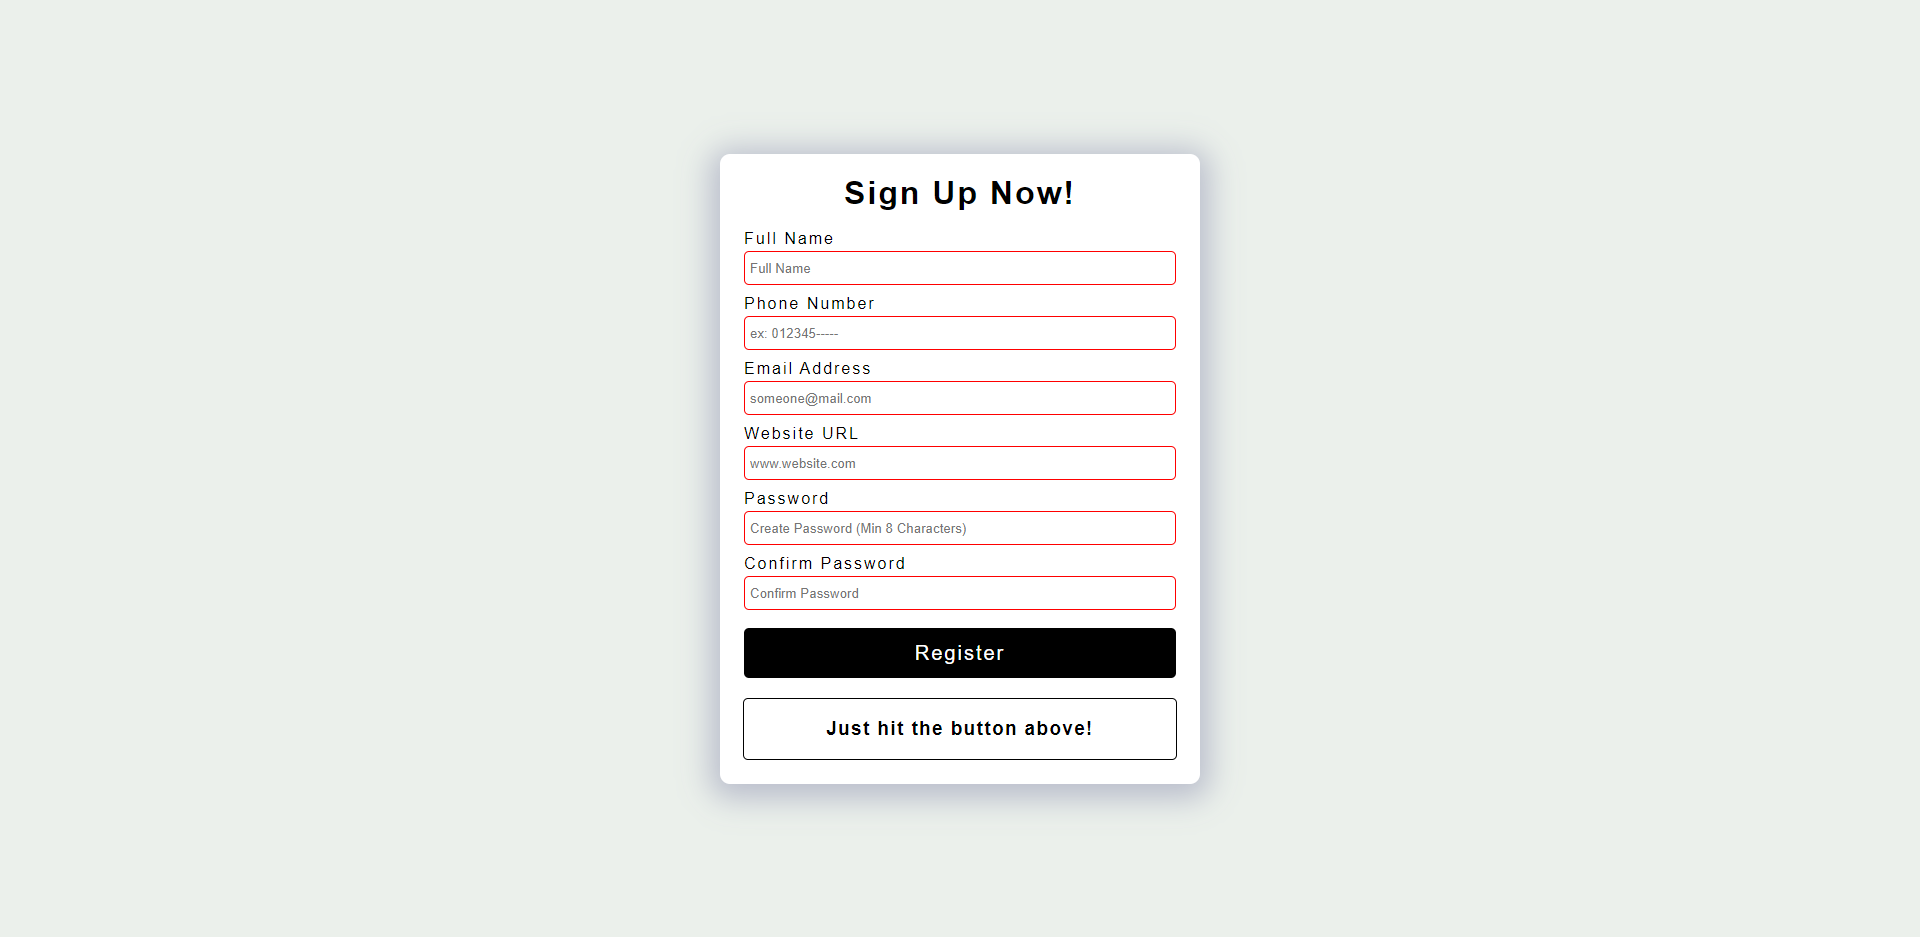 Sign Up Now!
Full Name
Full Name
Phone Number
ex: 012345-----
Email Address
someone@mail.com
Website URL
www.website.com
Password
Create Password (Min 8 Characters)
Confirm Password
Confirm Password
Register
Just hit the button above!